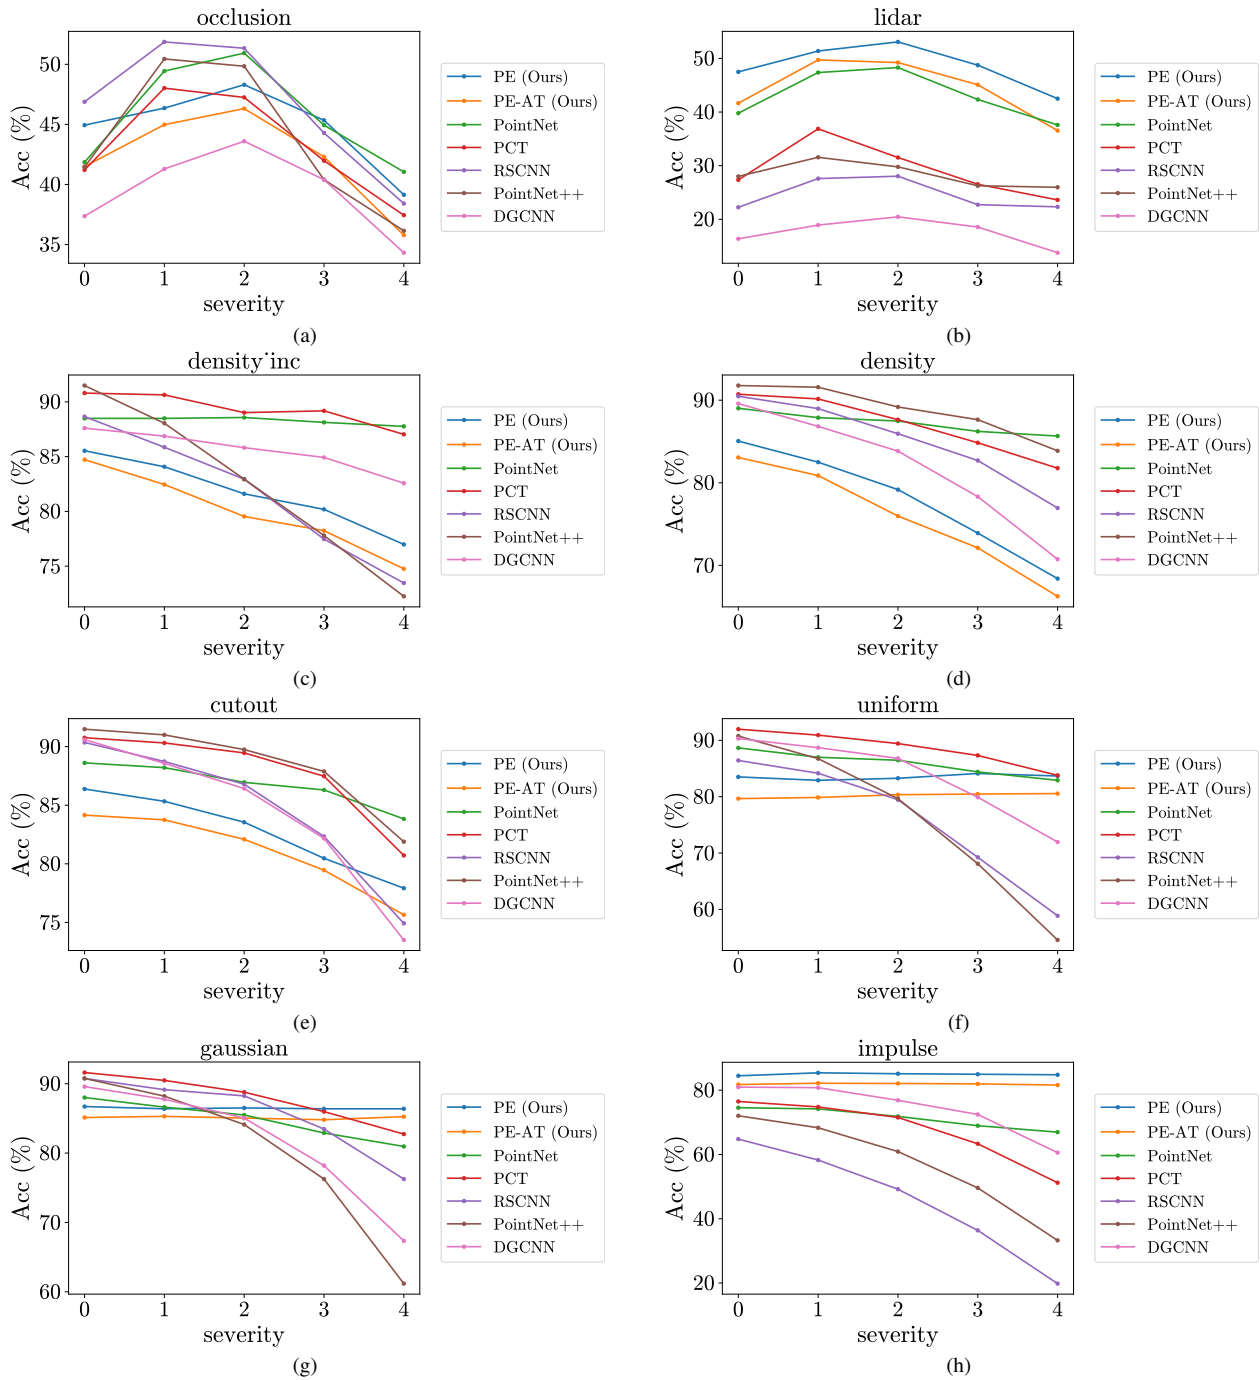 occlusion
Acc (%)
50
45
40
35
0 1 2 3 4
severity
PE (Ours)
PE-AT (Ours)
PointNet
PCT
RSCNN
PointNet++
DGCNN
(a)
lidar
Acc (%)
50
40
30
20
0 1 2 3 4
severity
PE (Ours)
PE-AT (Ours)
PointNet
PCT
RSCNN
PointNet++
DGCNN
(b)
density˙inc
Acc (%)
90
85
80
75
0 1 2 3 4
severity
PE (Ours)
PE-AT (Ours)
PointNet
PCT
RSCNN
PointNet++
DGCNN
(c)
density
Acc (%)
90
80
70
0 1 2 3 4
severity
PE (Ours)
PE-AT (Ours)
PointNet
PCT
RSCNN
PointNet++
DGCNN
(d)
cutout
Acc (%)
90
85
80
75
0 1 2 3 4
severity
PE (Ours)
PE-AT (Ours)
PointNet
PCT
RSCNN
PointNet++
DGCNN
(e)
uniform
Acc (%)
90
80
70
60
0 1 2 3 4
severity
PE (Ours)
PE-AT (Ours)
PointNet
PCT
RSCNN
PointNet++
DGCNN
(f)
gaussian
Acc (%)
90
80
70
60
0 1 2 3 4
severity
PE (Ours)
PE-AT (Ours)
PointNet
PCT
RSCNN
PointNet++
DGCNN
(g)
impulse
Acc (%)
80
60
40
20
0 1 2 3 4
severity
PE (Ours)
PE-AT (Ours)
PointNet
PCT
RSCNN
PointNet++
DGCNN
(h)